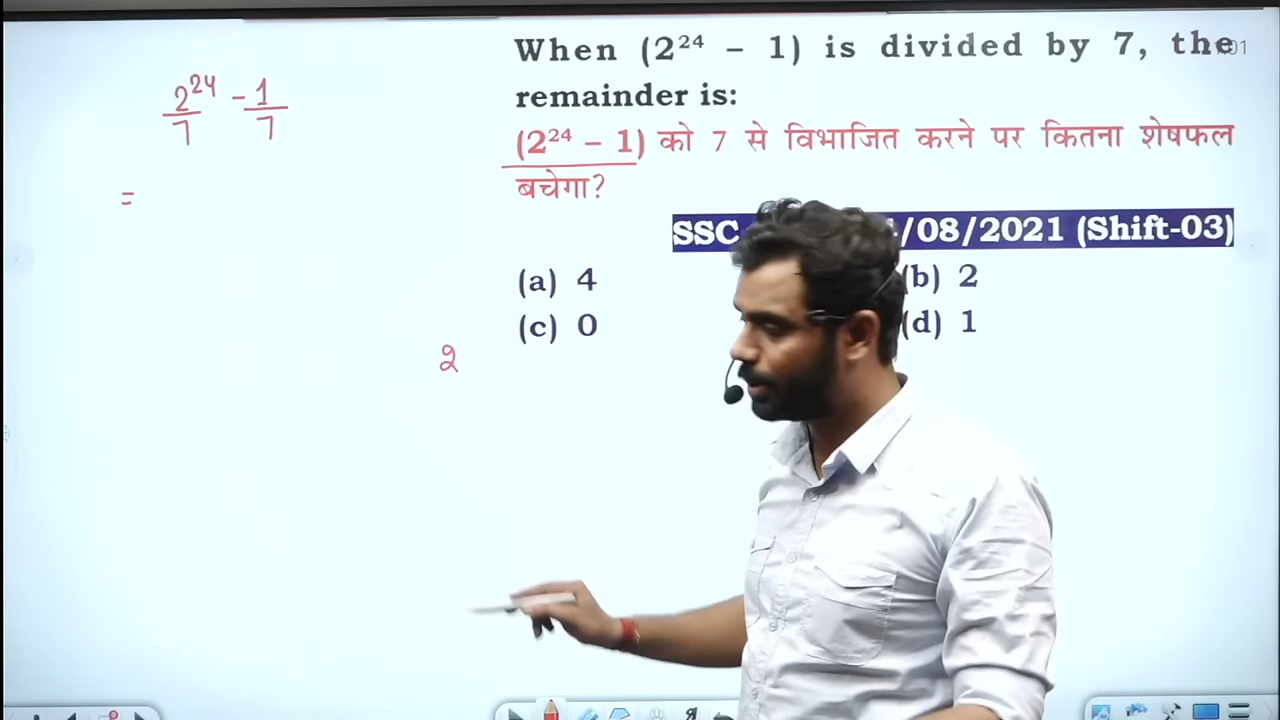 When (2²⁴ – 1) is divided by 7, the
01
remainder is:
(2²⁴ – 1) को 7 से विभाजित करने पर कितना शेषफल
बचेगा?
SSC /08/2021 (Shift-03)
(a) 4
(b) 2
(c) 0
(d) 1
2²⁴ - 1
7 7
=
2